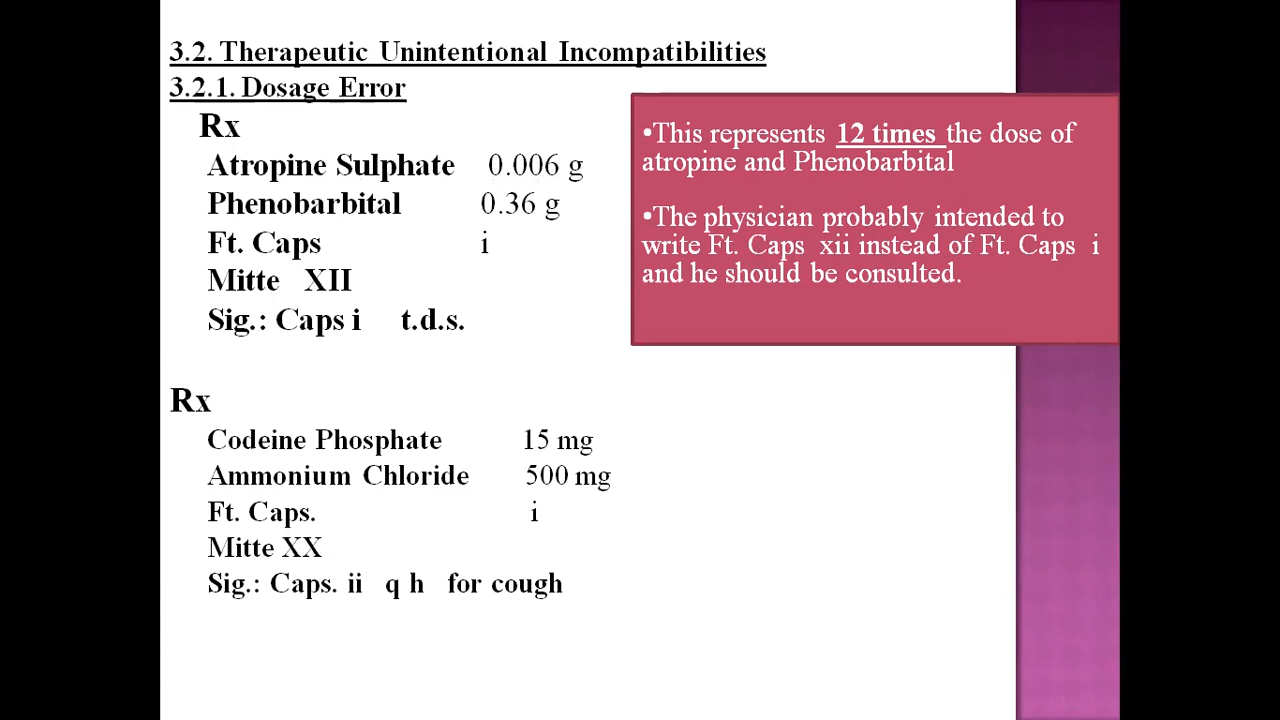 3.2. Therapeutic Unintentional Incompatibilities
3.2.1. Dosage Error
Rx
Atropine Sulphate 0.006 g
Phenobarbital 0.36 g
Ft. Caps i
Mitte XII
Sig.: Caps i t.d.s.
•This represents 12 times the dose of
atropine and Phenobarbital
•The physician probably intended to
write Ft. Caps xii instead of Ft. Caps i
and he should be consulted.
Rx
Codeine Phosphate 15 mg
Ammonium Chloride 500 mg
Ft. Caps. i
Mitte XX
Sig.: Caps. ii q h for cough